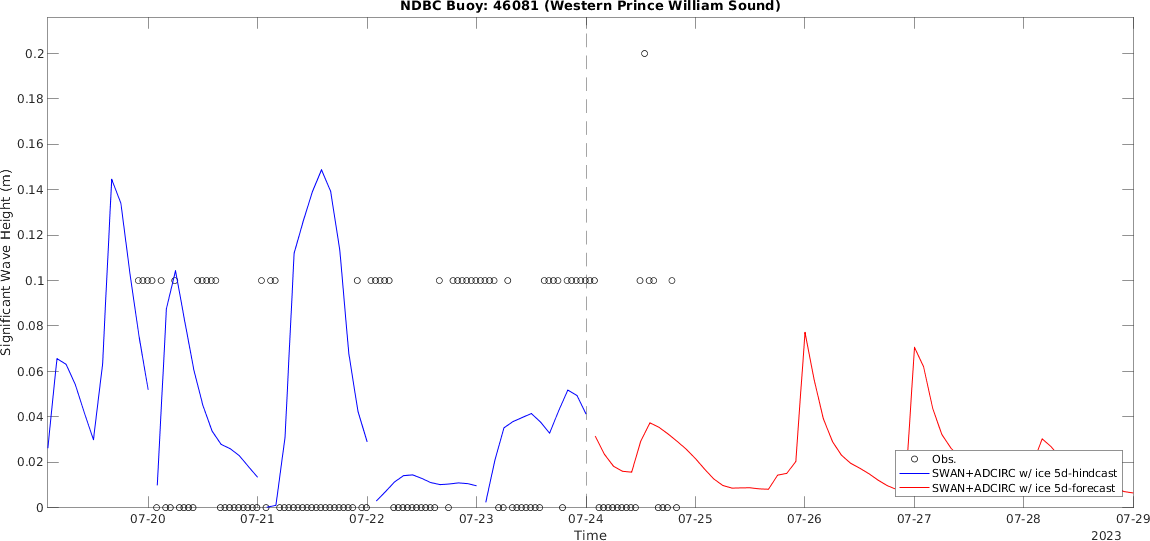 NDBC Buoy: 46081 (Western Prince William Sound)
Significant Wave Height (m)
0.2
0.18
0.16
0.14
0.12
0.1
0.08
0.06
0.04
0.02
0
Obs.
SWAN+ADCIRC w/ ice 5d-hindcast
SWAN+ADCIRC w/ ice 5d-forecast
07-20 07-21 07-22 07-23 07-24 07-25 07-26 07-27 07-28 07-29
Time
2023